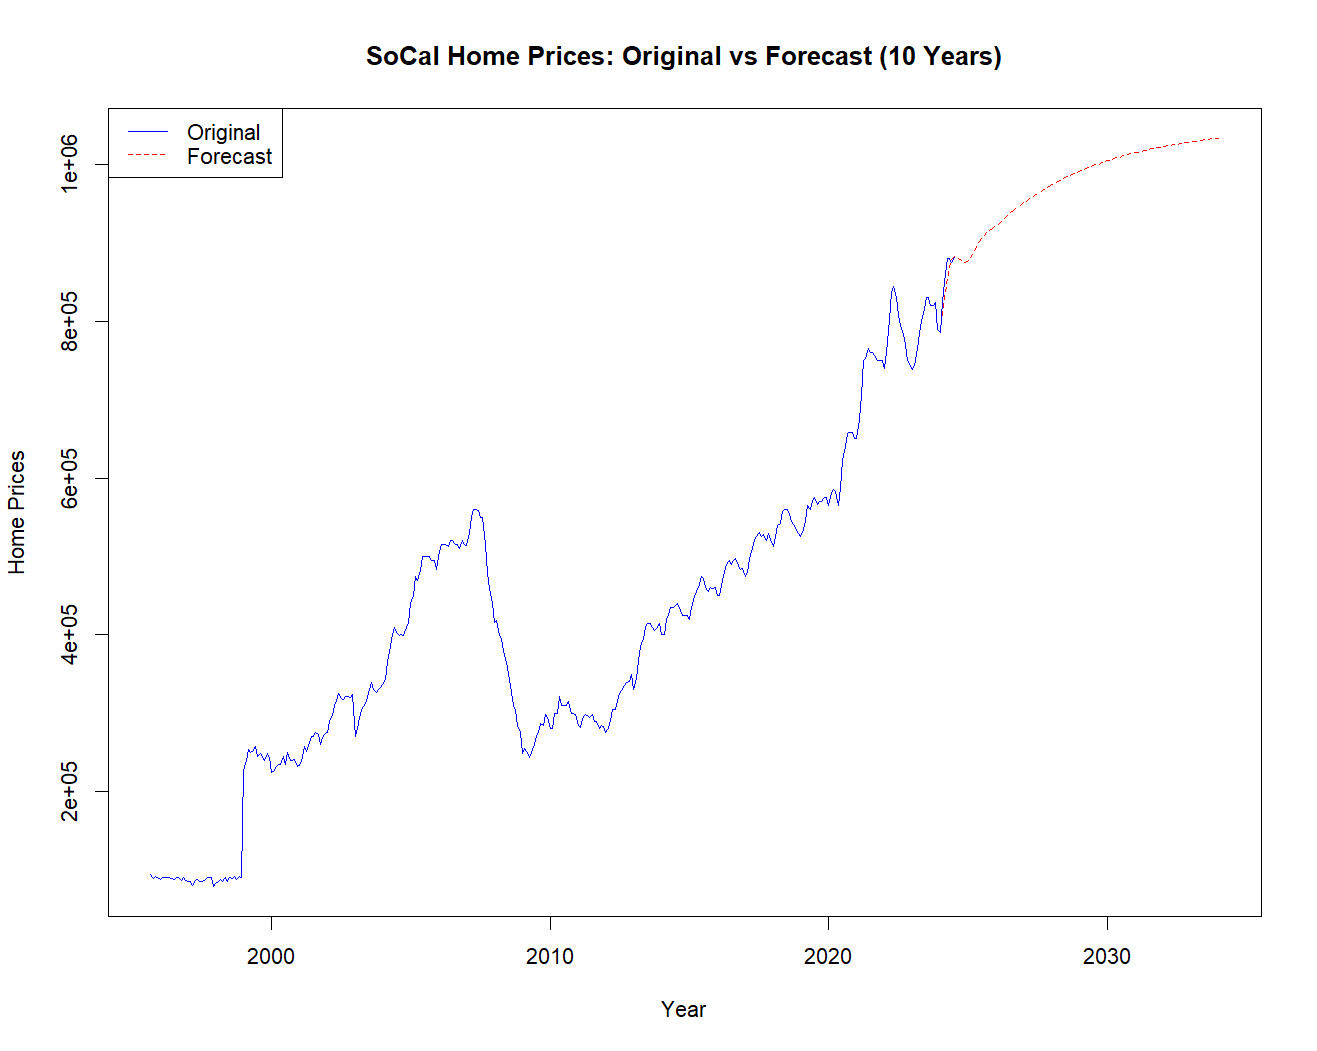 SoCal Home Prices: Original vs Forecast (10 Years)
Original
Forecast
1e+06
8e+05
6e+05
4e+05
2e+05
Home Prices
2000
2010
2020
2030
Year